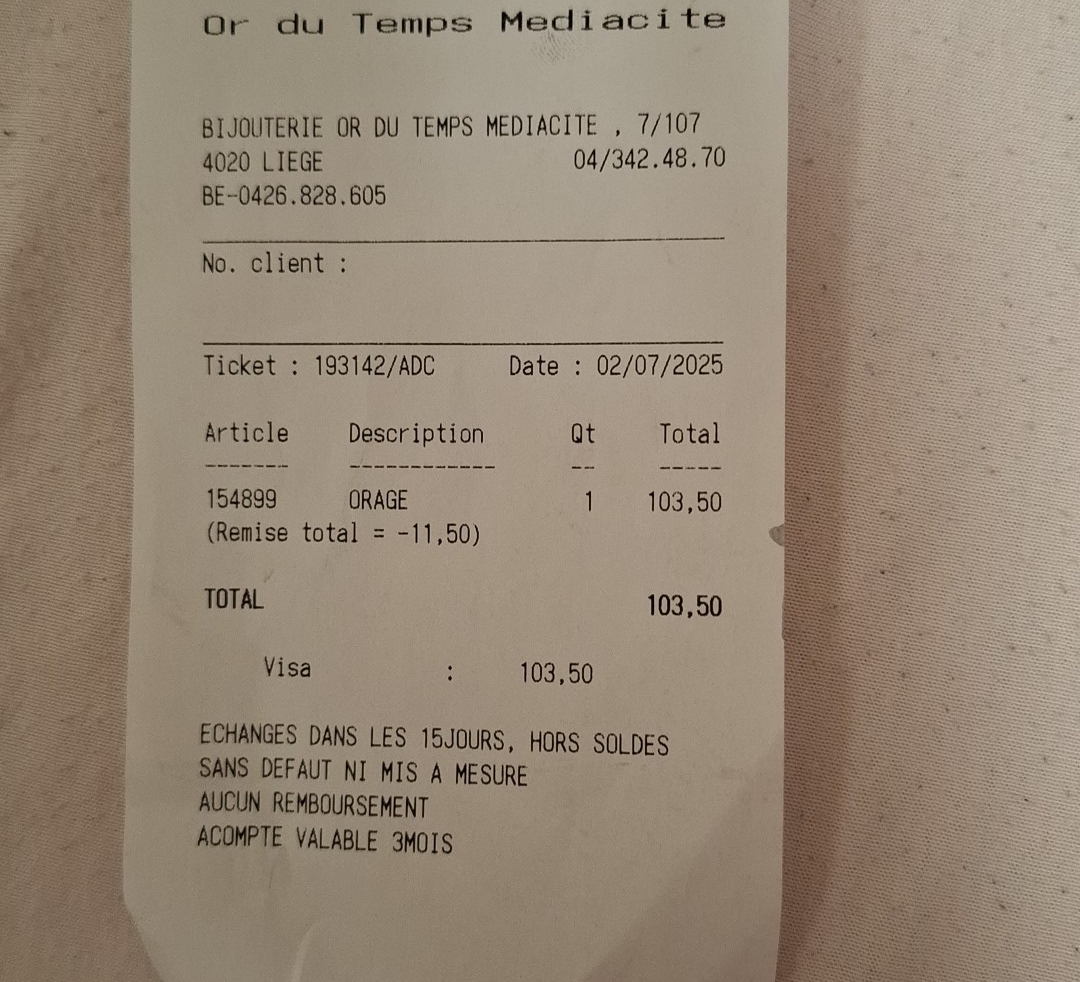 Or du Temps Mediacite
BIJOUTERIE OR DU TEMPS MEDIACITE , 7/107
4020 LIEGE 04/342.48.70
BE-0426.828.605
No. client :
Ticket : 193142/ADC Date : 02/07/2025
Article Description Qt Total
------- ------------ -- -----
154899 ORAGE 1 103,50
(Remise total = -11,50)
TOTAL 103,50
Visa : 103,50
ECHANGES DANS LES 15JOURS, HORS SOLDES
SANS DEFAUT NI MIS A MESURE
AUCUN REMBOURSEMENT
ACOMPTE VALABLE 3MOIS